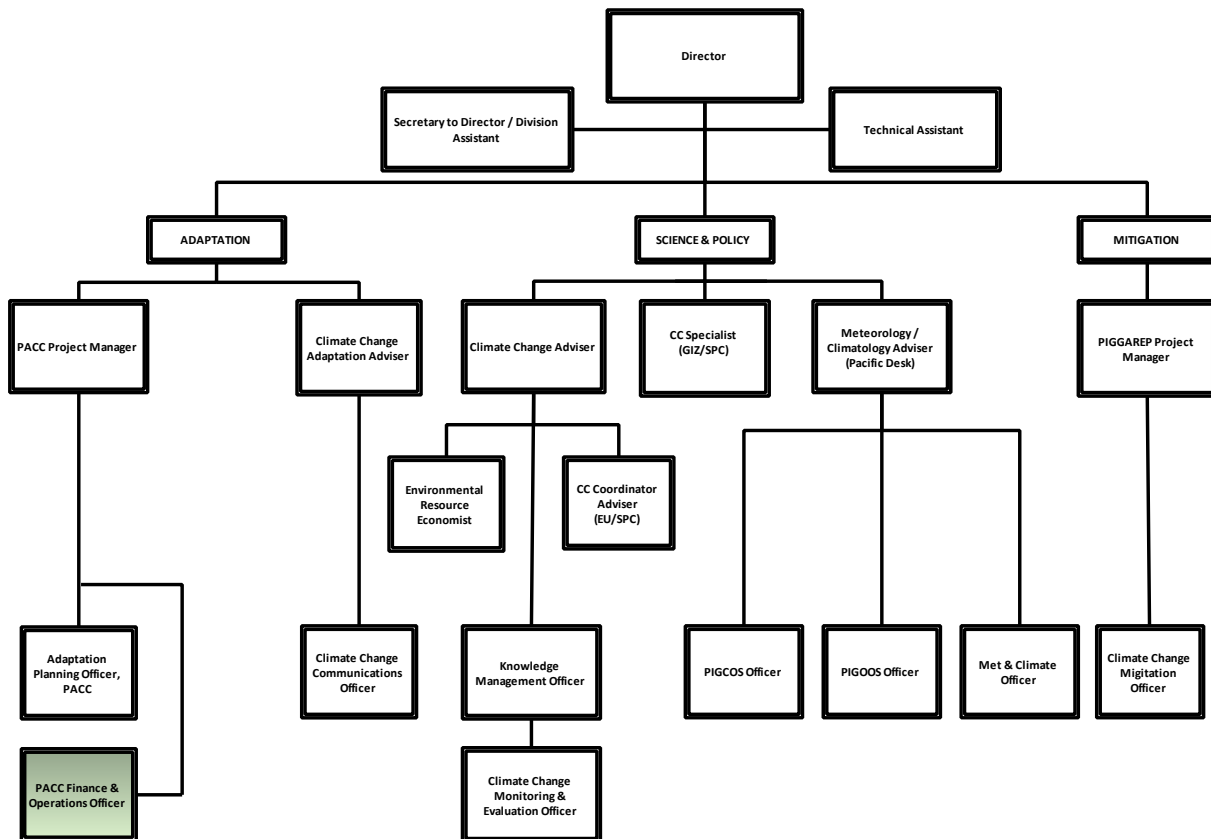 Director
Secretary to Director / Division
Assistant
Technical Assistant
ADAPTATION
SCIENCE & POLICY
MITIGATION
PACC Project Manager
Climate Change
Adaptation Adviser
Climate Change Adviser
CC Specialist
(GIZ/SPC)
Meteorology /
Climatology Adviser
(Pacific Desk)
PIGGAREP Project
Manager
Environmental
Resource
Economist
CC Coordinator
Adviser
(EU/SPC)
Adaptation
Planning Officer,
PACC
Climate Change
Communications
Officer
Knowledge
Management Officer
PIGCOS Officer
PIGOOS Officer
Met & Climate
Officer
Climate Change
Migitation
Officer
PACC Finance &
Operations Officer
Climate Change
Monitoring &
Evaluation Officer